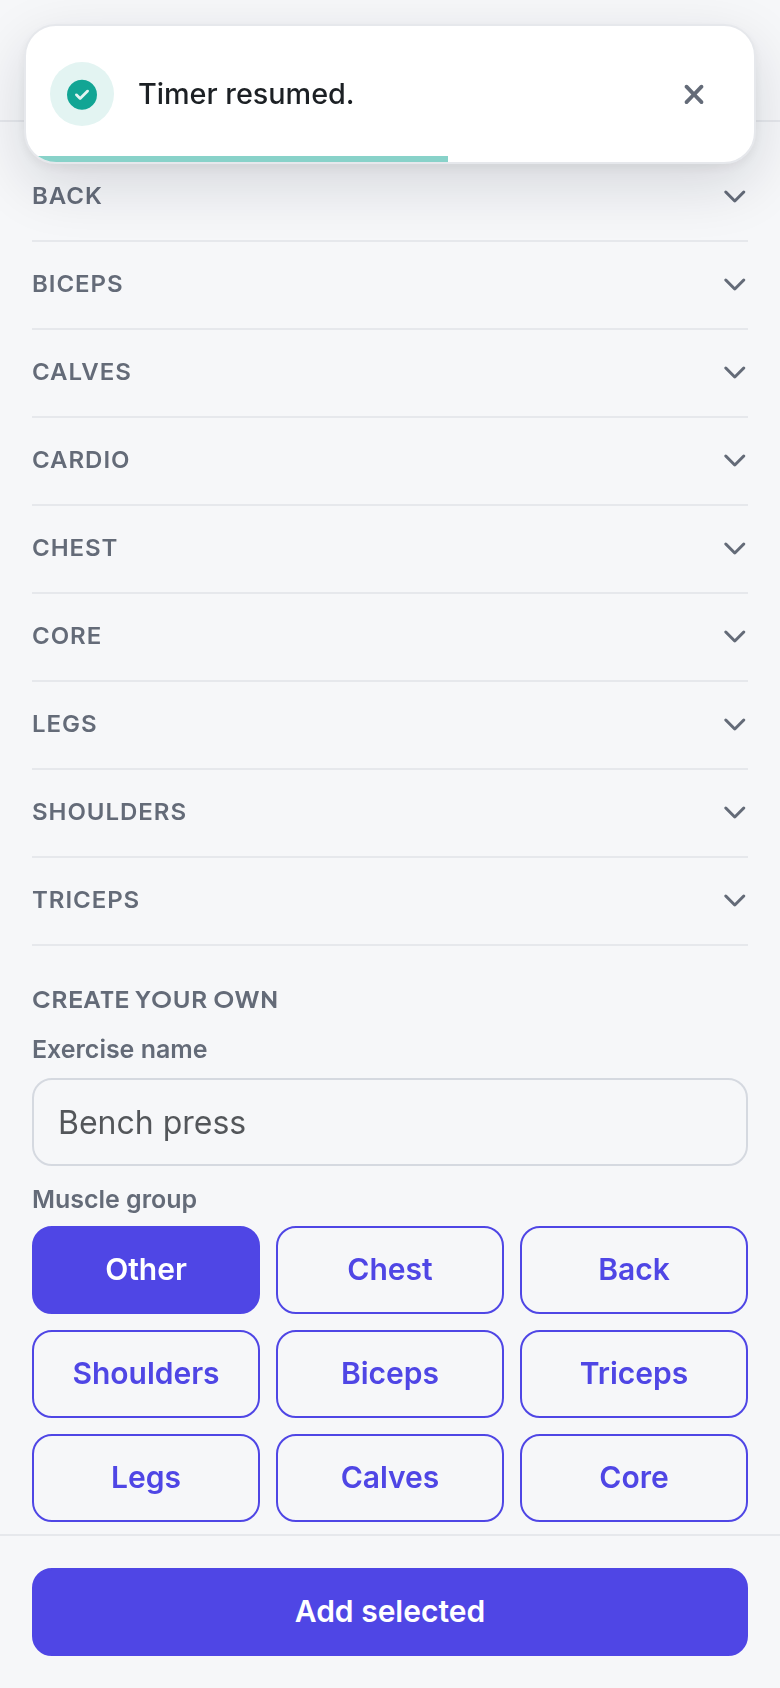 Timer resumed.
BACK
BICEPS
CALVES
CARDIO
CHEST
CORE
LEGS
SHOULDERS
TRICEPS
CREATE YOUR OWN
Exercise name
Bench press
Muscle group
Other Chest Back
Shoulders Biceps Triceps
Legs Calves Core
Add selected